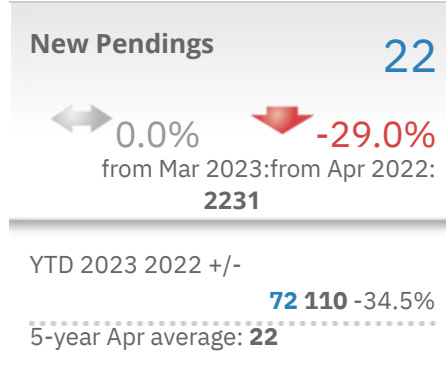 New Pendings
22
0.0%
-29.0%
from Mar 2023:from Apr 2022:
2231
YTD 2023 2022 +/-
72 110 -34.5%
5-year Apr average: 22